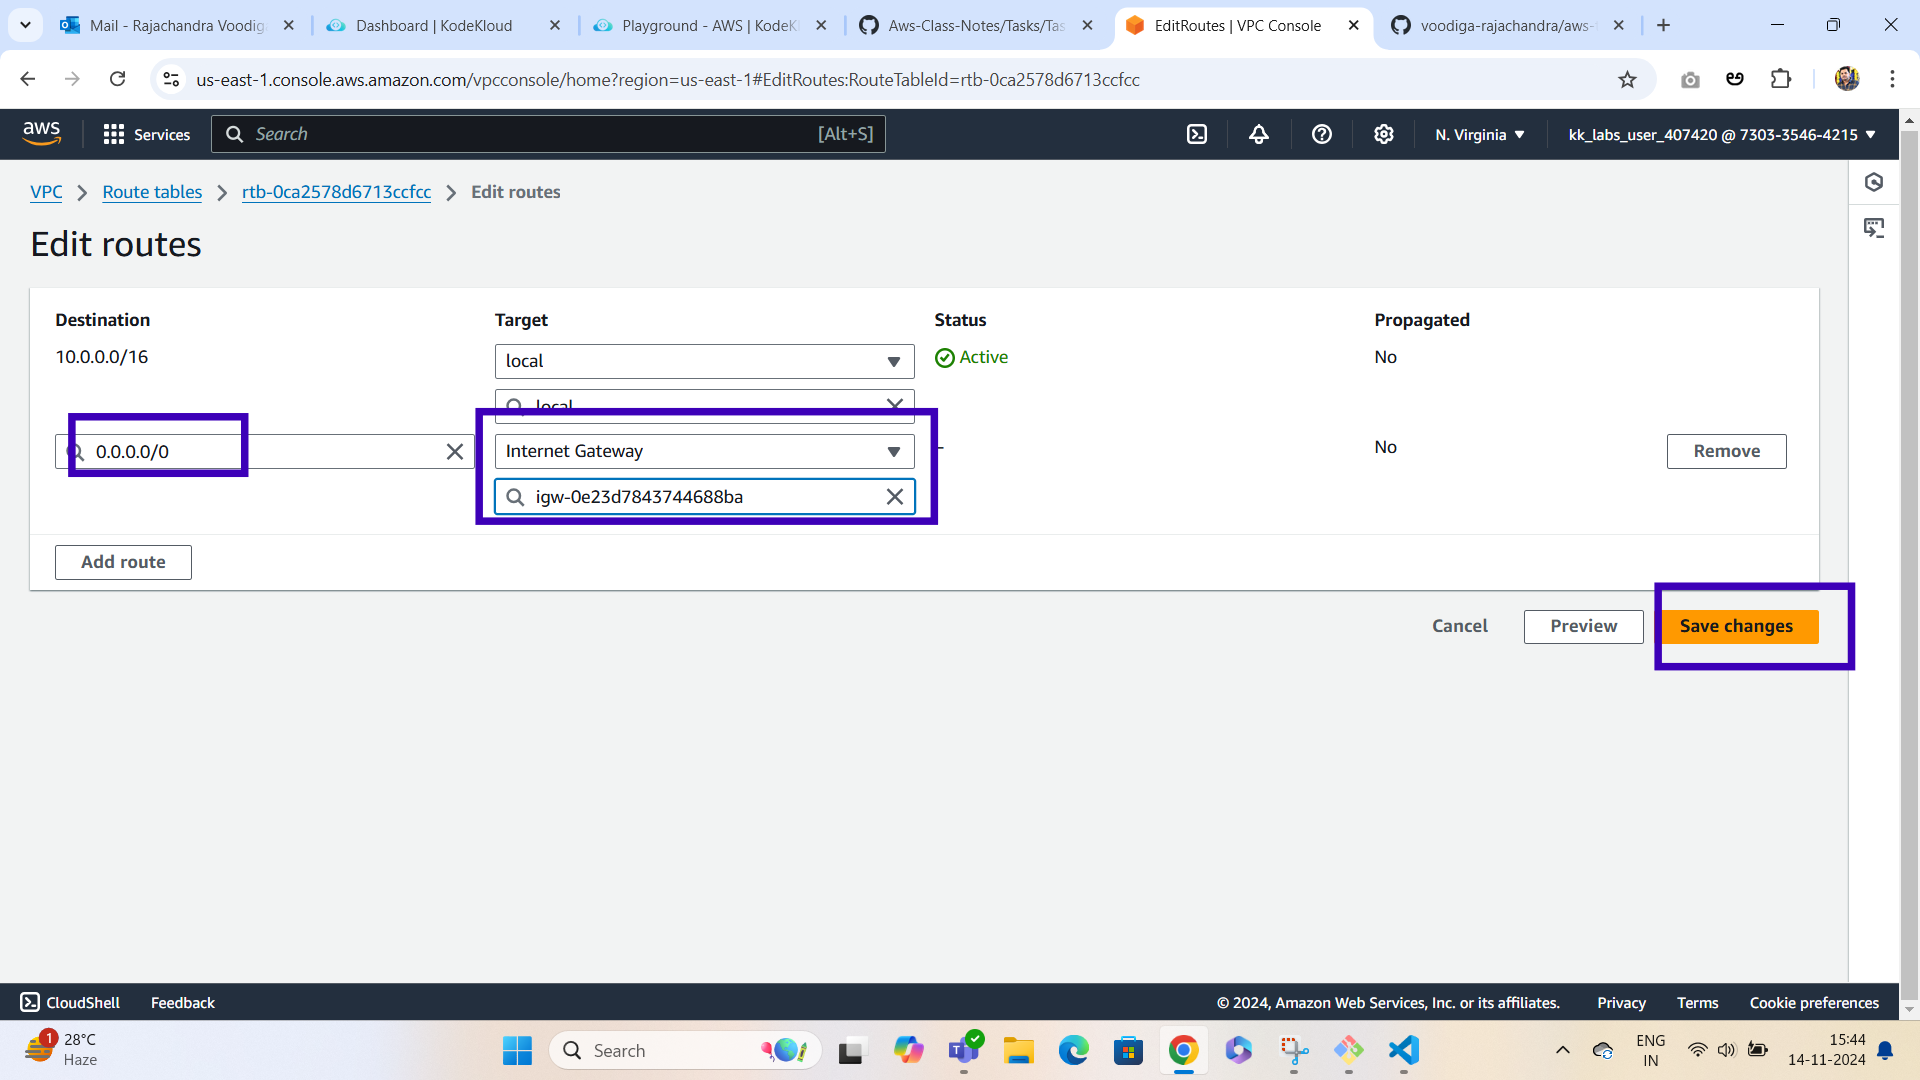 Mail - Rajachandra Voodig
Dashboard | KodeKloud
Playground - AWS | KodeKl
Aws-Class-Notes/Tasks/Tas
EditRoutes | VPC Console
voodiga-rajachandra/aws-
us-east-1.console.aws.amazon.com/vpcconsole/home?region=us-east-1#EditRoutes:RouteTableId=rtb-0ca2578d6713ccfcc
aws
Services
Search
[Alt+S]
N. Virginia
kk_labs_user_407420 @ 7303-3546-4215
VPC
Route tables
rtb-0ca2578d6713ccfcc
Edit routes
Edit routes
Destination
Target
Status
Propagated
10.0.0.0/16
local
Active
No
local
0.0.0.0/0
Internet Gateway
-
No
Remove
igw-0e23d7843744688ba
Add route
Cancel
Preview
Save changes
CloudShell
Feedback
© 2024, Amazon Web Services, Inc. or its affiliates.
Privacy
Terms
Cookie preferences
1
28°C
Haze
Search
ENG
IN
15:44
14-11-2024